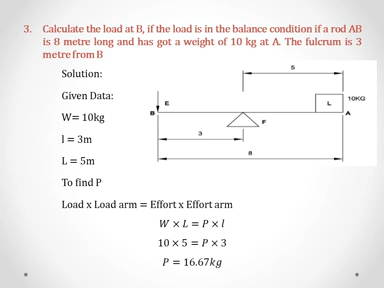 3. Calculate the load at B, if the load is in the balance condition if a rod AB
is 8 metre long and has got a weight of 10 kg at A. The fulcrum is 3
metre from B
Solution:
Given Data:
W= 10kg
l = 3m
L = 5m
To find P
Load x Load arm = Effort x Effort arm
W × L = P × l
10 × 5 = P × 3
P = 16.67kg
5
E
L
10KG
B
A
F
3
8